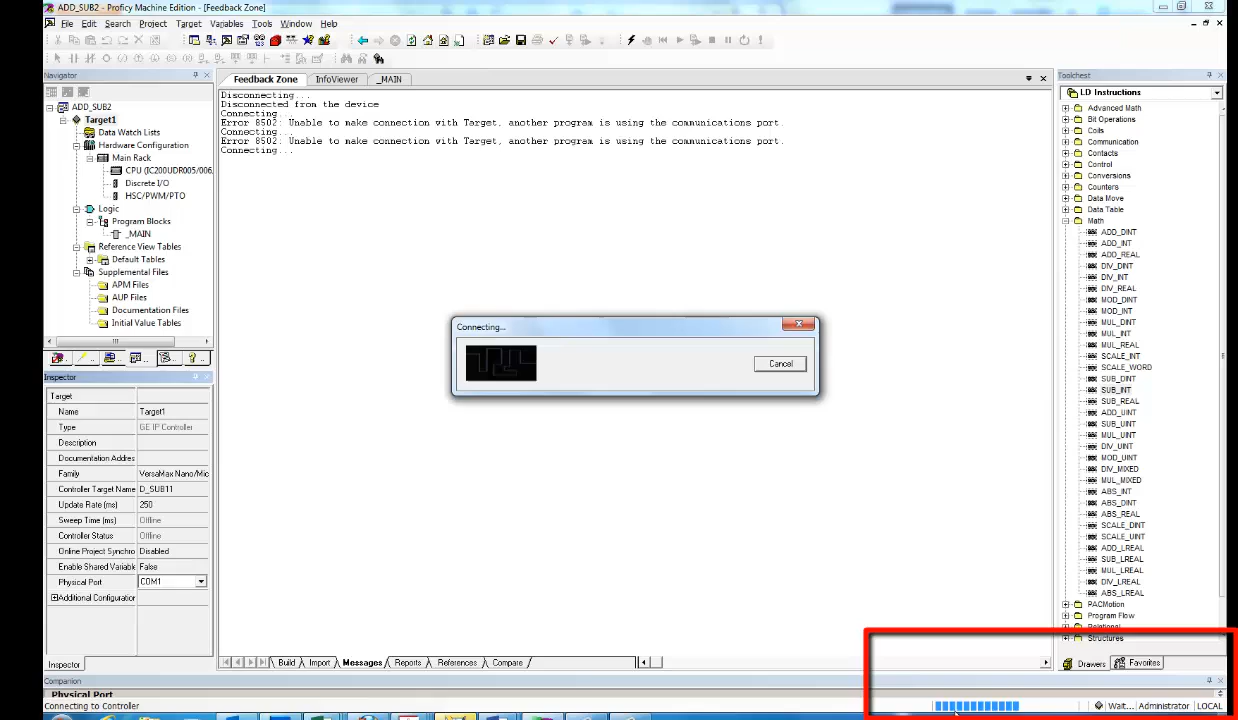 ADD_SUB2 - Proficy Machine Edition - [Feedback Zone]
File Edit Search Project Target Variables Tools Window Help
Navigator
ADD_SUB2
Target1
Data Watch Lists
Hardware Configuration
Main Rack
CPU (IC200UDR005/006,
Discrete I/O
HSC/PWM/PTO
Logic
Program Blocks
_MAIN
Reference View Tables
Default Tables
Supplemental Files
APM Files
AUP Files
Documentation Files
Initial Value Tables
Inspector
Target
Name Target1
Type GE IP Controller
Description
Documentation Addres
Family VersaMax Nano/Mic
Controller Target Name D_SUB11
Update Rate (ms) 250
Sweep Time (ms) Offline
Controller Status Offline
Online Project Synchro Disabled
Enable Shared Variable False
Physical Port COM1
Additional Configuration
Inspector
Feedback Zone InfoViewer _MAIN
Disconnecting...
Disconnected from the device
Connecting...
Error 8502: Unable to make connection with Target, another program is using the communications port.
Connecting...
Error 8502: Unable to make connection with Target, another program is using the communications port.
Connecting...
Connecting...
Cancel
Build Import Messages Reports References Compare
Toolchest
LD Instructions
Advanced Math
Bit Operations
Coils
Communication
Contacts
Control
Conversions
Counters
Data Move
Data Table
Math
ADD_DINT
ADD_INT
ADD_REAL
DIV_DINT
DIV_INT
DIV_REAL
MOD_DINT
MOD_INT
MUL_DINT
MUL_INT
MUL_REAL
SCALE_INT
SCALE_WORD
SUB_DINT
SUB_INT
SUB_REAL
ADD_UINT
SUB_UINT
MUL_UINT
DIV_UINT
MOD_UINT
DIV_MIXED
MUL_MIXED
ABS_INT
ABS_DINT
ABS_REAL
SCALE_DINT
SCALE_UINT
ADD_LREAL
SUB_LREAL
MUL_LREAL
DIV_LREAL
ABS_LREAL
PACMotion
Program Flow
Relational
Structures
Drawers Favorites
Companion
Physical Port
Connecting to Controller
Wait... Administrator LOCAL